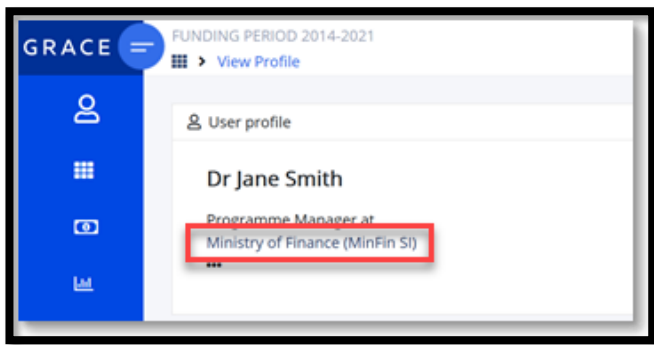 GRACE
FUNDING PERIOD 2014-2021
View Profile
User profile
Dr Jane Smith
Programme Manager at
Ministry of Finance (MinFin SI)